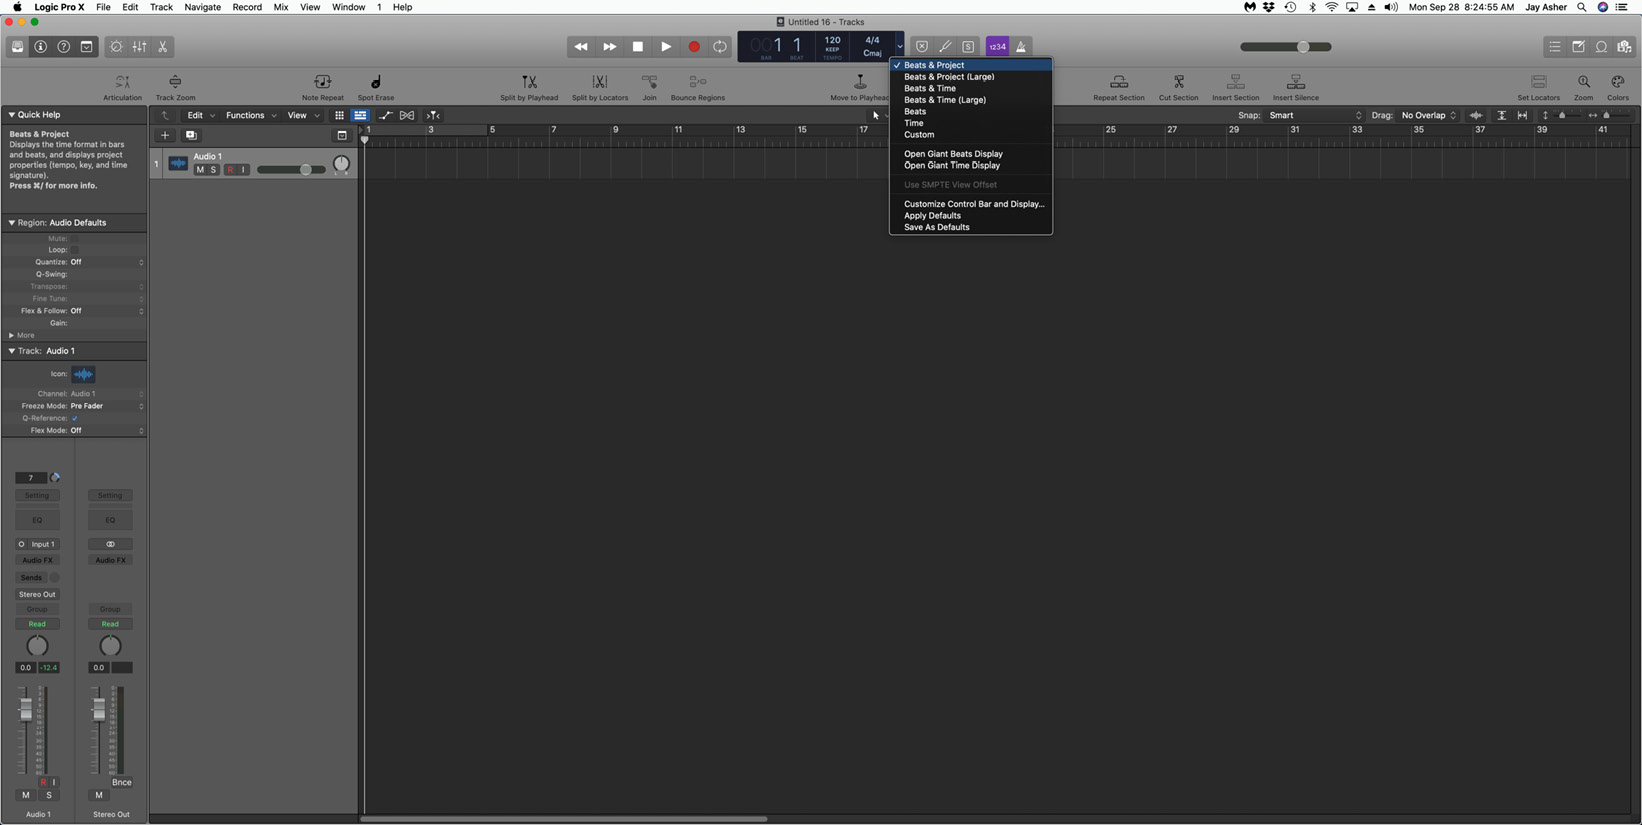 Logic Pro X File Edit Track Navigate Record Mix View Window 1 Help
Mon Sep 28 8:24:55 AM Jay Asher
Untitled 16 - Tracks
001 1
BAR BEAT
120
KEEP
TEMPO
4/4
Cmaj
1234
Articulation Track Zoom Note Repeat Spot Erase Split by Playhead Split by Locators Join Bounce Regions Move to Playhead Repeat Section Cut Section Insert Section Insert Silence Set Locators Zoom Colors
Beats & Project
Beats & Project (Large)
Beats & Time
Beats & Time (Large)
Beats
Time
Custom
Open Giant Beats Display
Open Giant Time Display
Use SMPTE View Offset
Customize Control Bar and Display...
Apply Defaults
Save As Defaults
Quick Help
Beats & Project
Displays the time format in bars
and beats, and displays project
properties (tempo, key, and time
signature).
Press ⌘/ for more info.
Edit Functions View
Snap: Smart Drag: No Overlap
1 3 5 7 9 11 13 15 17 25 27 29 31 33 35 37 39 41
1 Audio 1
M S R I
Region: Audio Defaults
Mute:
Loop:
Quantize: Off
Q-Swing:
Transpose:
Fine Tune:
Flex & Follow: Off
Gain:
More
Track: Audio 1
Icon:
Channel: Audio 1
Freeze Mode: Pre Fader
Q-Reference:
Flex Mode: Off
7
Setting Setting
EQ EQ
Input 1
Audio FX Audio FX
Sends
Stereo Out
Group Group
Read Read
0.0 -12.4 0.0
R I Bnce
M S M
Audio 1 Stereo Out